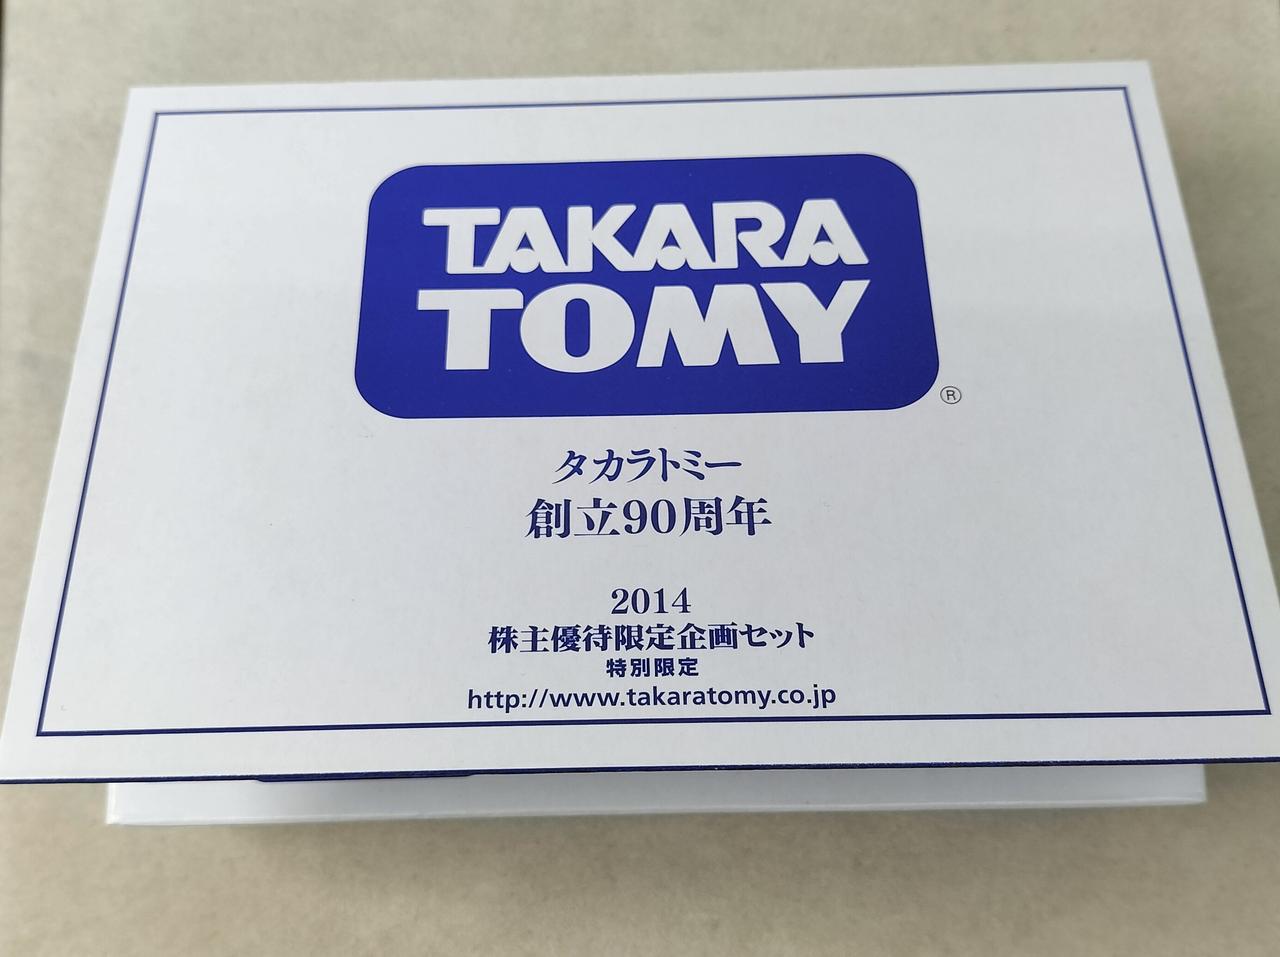 TAKARA
TOMY
®
タカラトミー
創立90周年
2014
株主優待限定企画セット
特別限定
http://www.takaratomy.co.jp